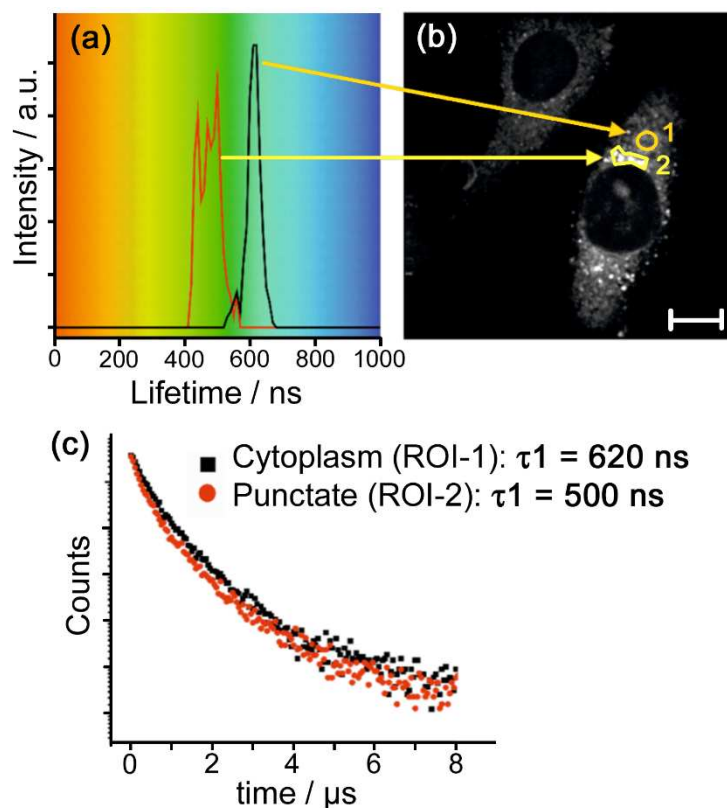 (a)
Intensity / a.u.
0 200 400 600 800 1000
Lifetime / ns
(b)
1
2
(c)
Cytoplasm (ROI-1): τ1 = 620 ns
Punctate (ROI-2): τ1 = 500 ns
Counts
0 2 4 6 8
time / µs